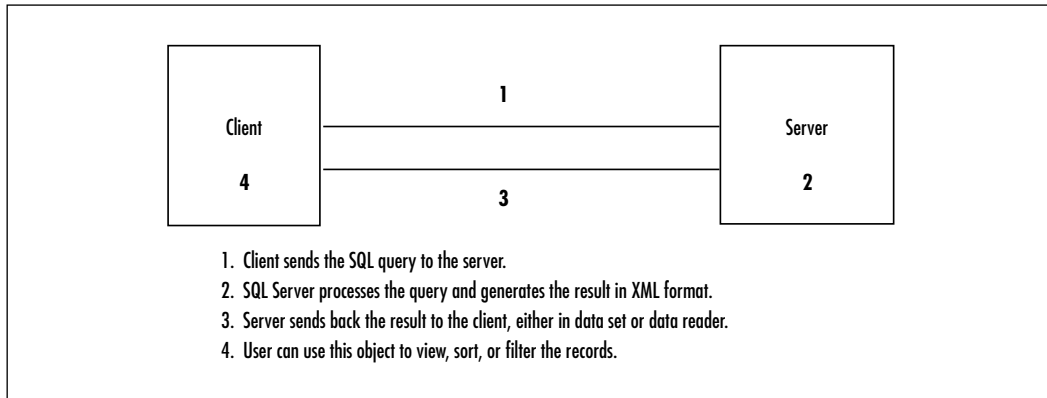 1
Client
Server
4
2
3
1. Client sends the SQL query to the server.
2. SQL Server processes the query and generates the result in XML format.
3. Server sends back the result to the client, either in data set or data reader.
4. User can use this object to view, sort, or filter the records.